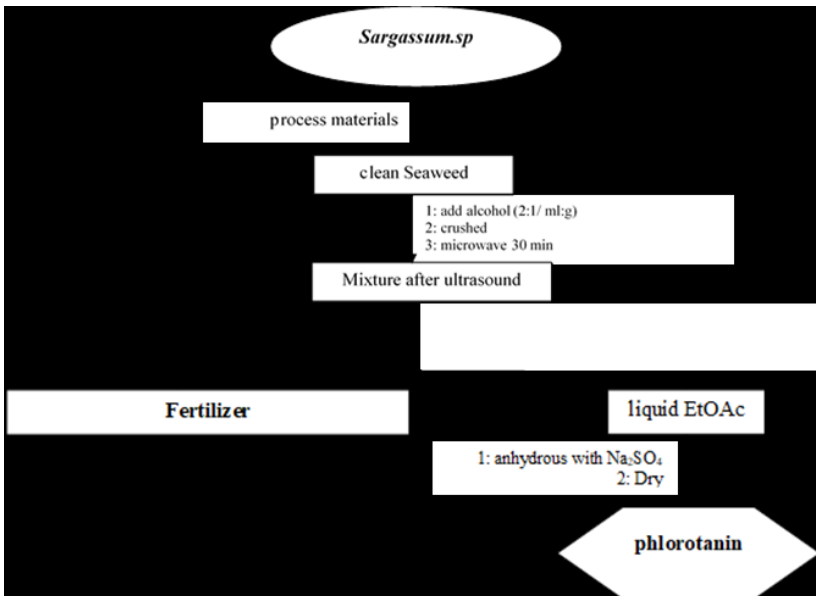 Sargassum.sp
process materials
clean Seaweed
1: add alcohol (2:1/ ml:g)
2: crushed
3: microwave 30 min
Mixture after ultrasound
Fertilizer
liquid EtOAc
1: anhydrous with Na₂SO₄
2: Dry
phlorotanin